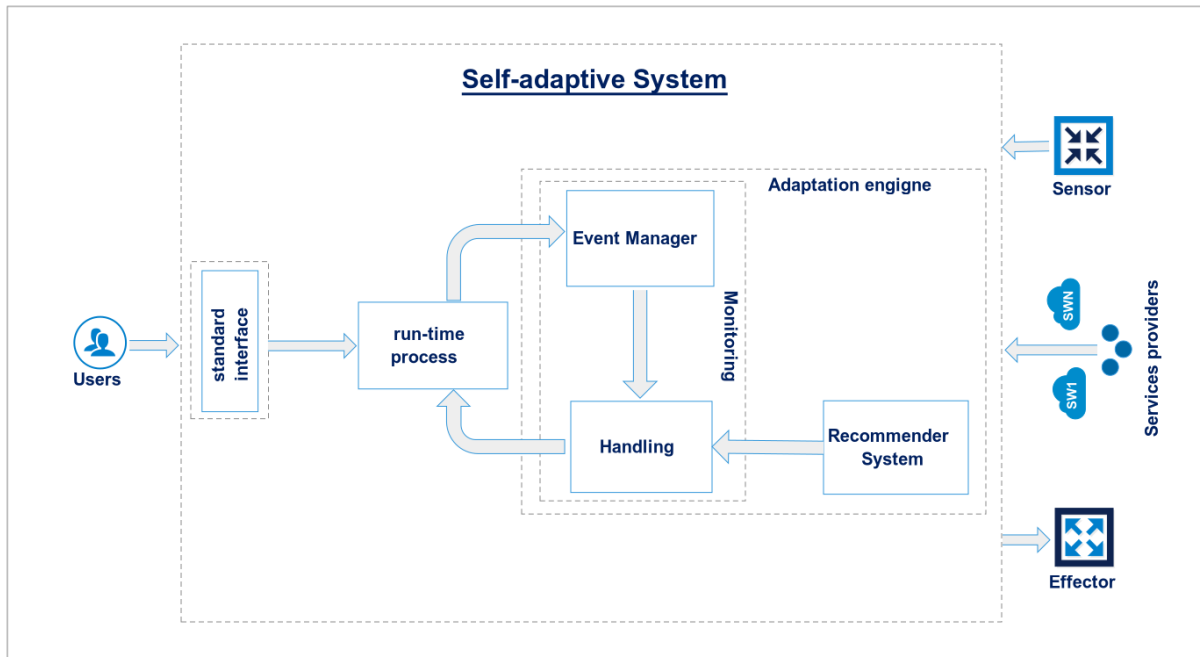 Self-adaptive System
Adaptation engigne
Sensor
Event Manager
Monitoring
standard
interface
run-time
process
Users
SWN
SW1
Services providers
Handling
Recommender
System
Effector